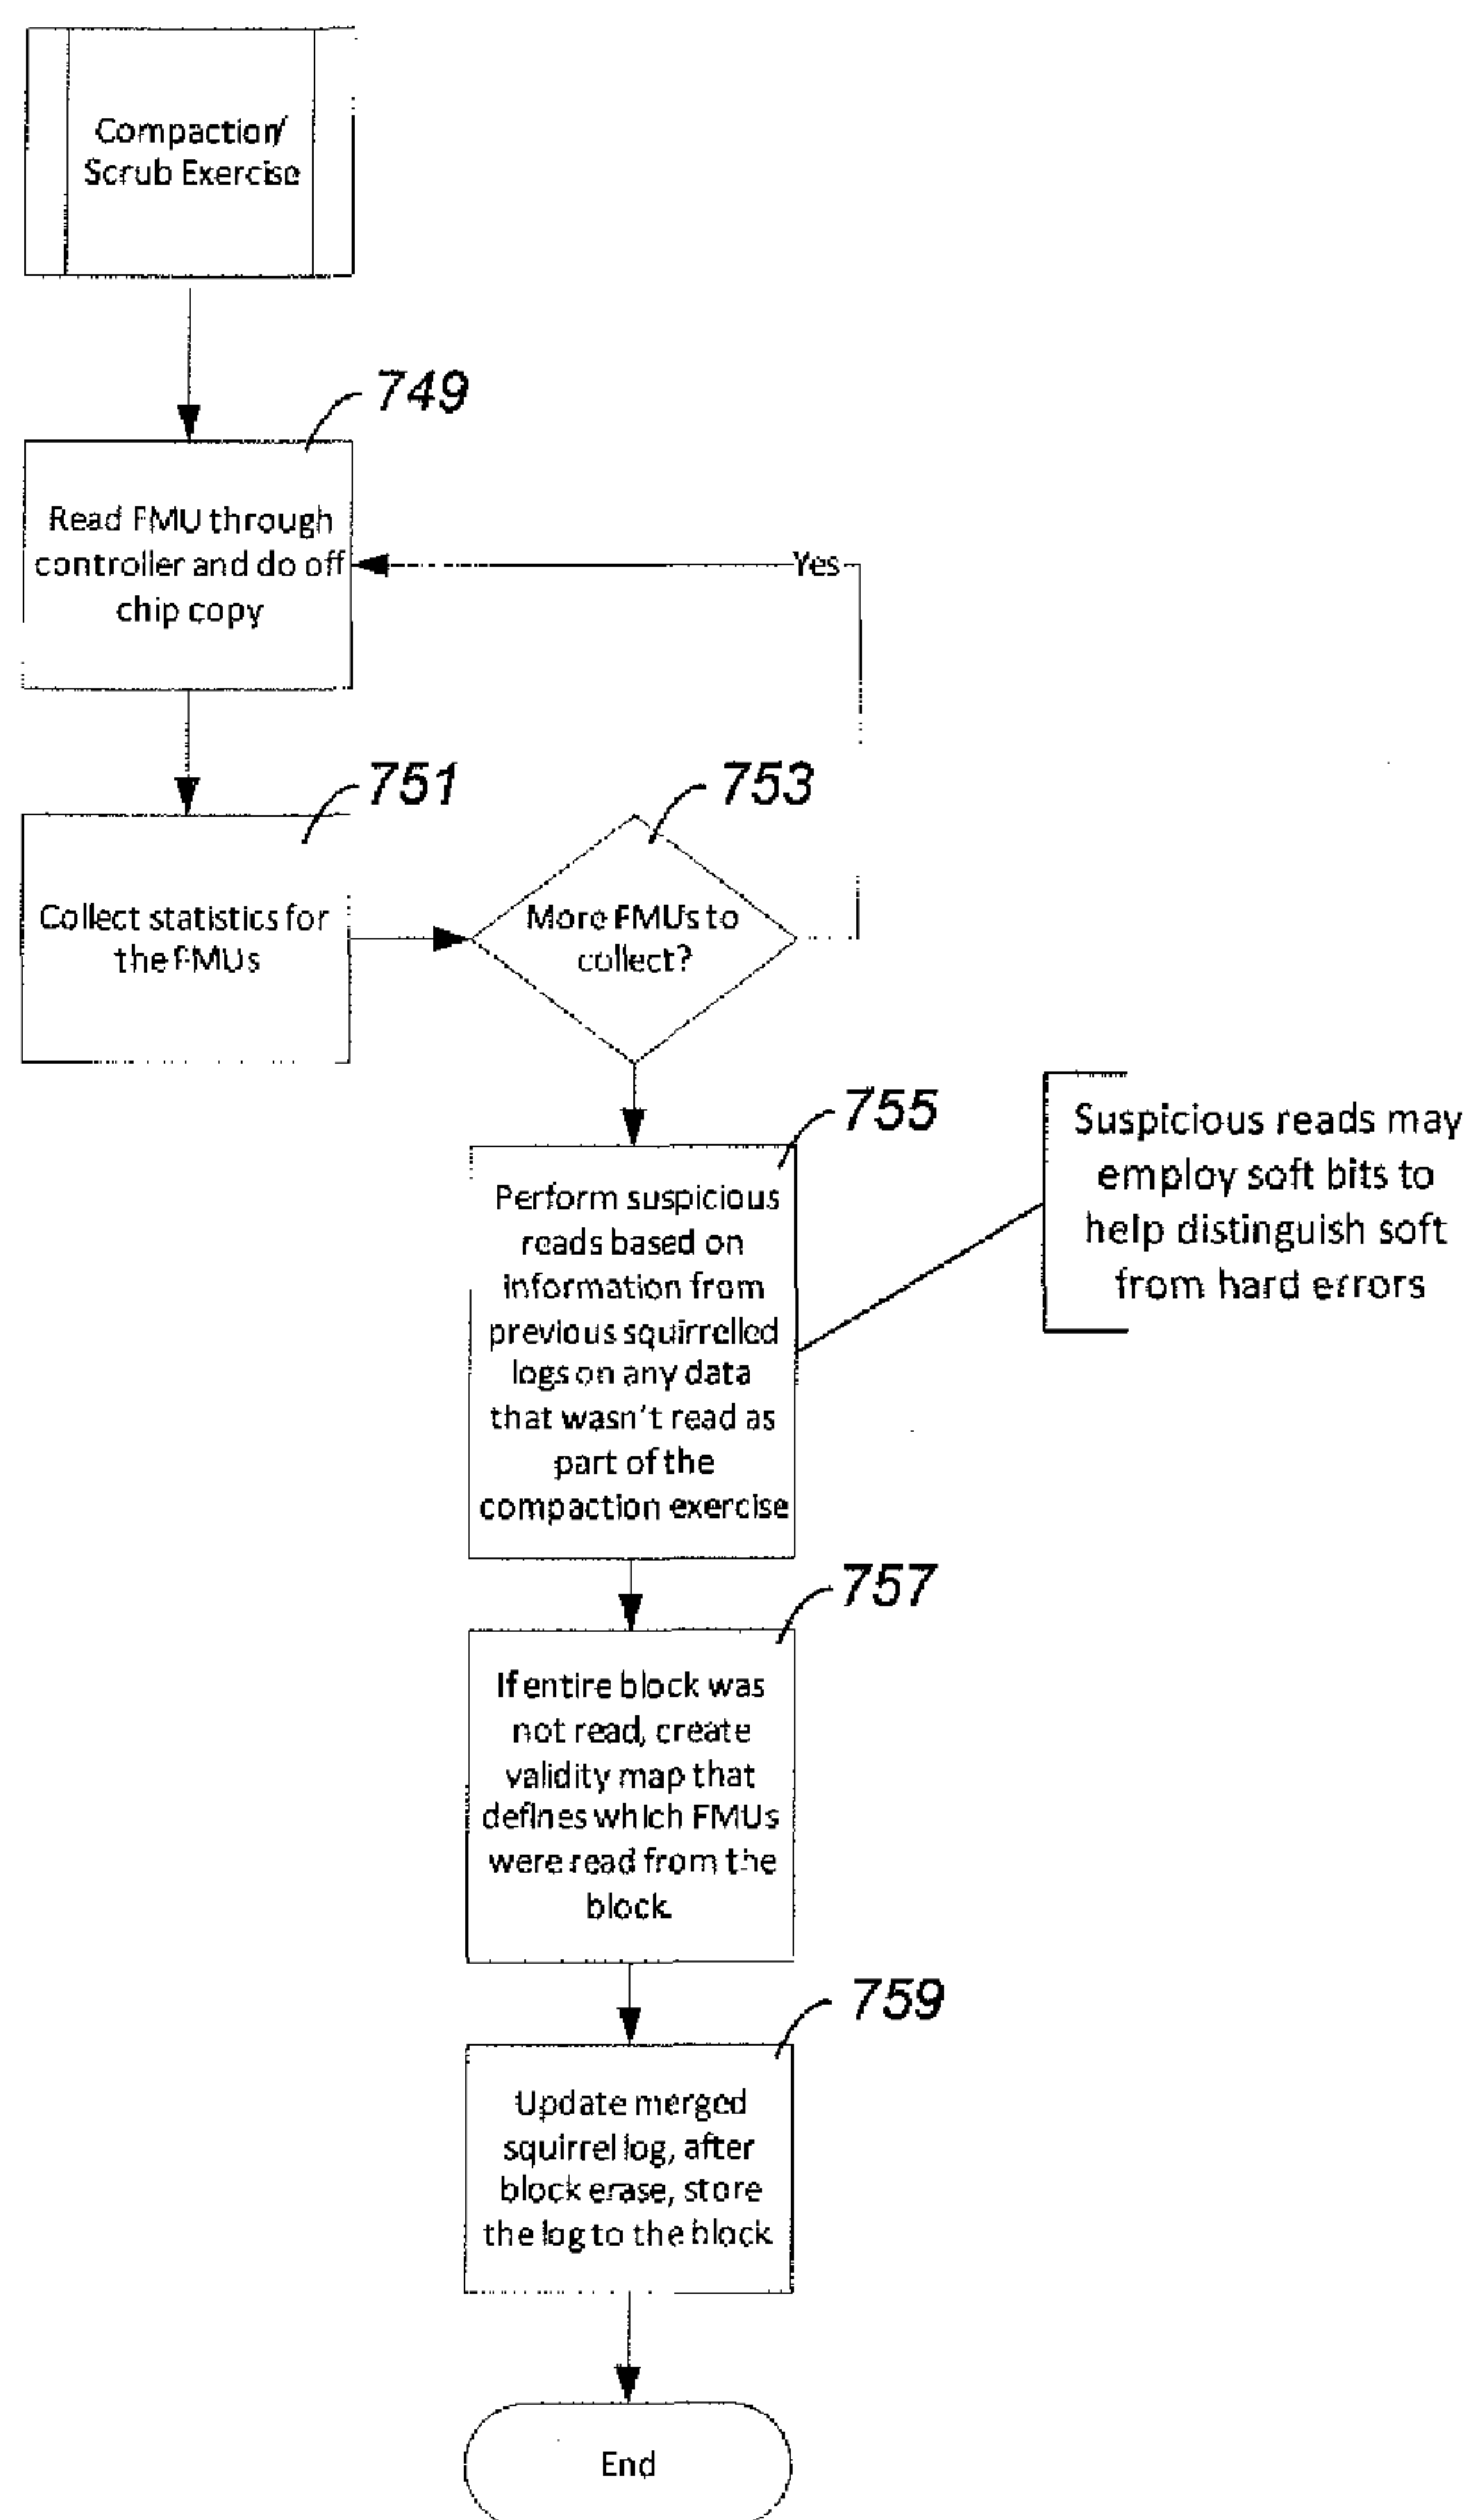 Compaction/
Scrub Exercise
749
Read FMU through
controller and do off
chip copy
Yes
751
753
Collect statistics for
the FMUs
More FMUs to
collect?
755
Perform suspicious
reads based on
information from
previous squirrelled
logs on any data
that wasn't read as
part of the
compaction exercise
Suspicious reads may
employ soft bits to
help distinguish soft
from hard errors
757
If entire block was
not read, create
validity map that
defines which FMUs
were read from the
block.
759
Update merged
squirrel log, after
block erase, store
the log to the block.
End